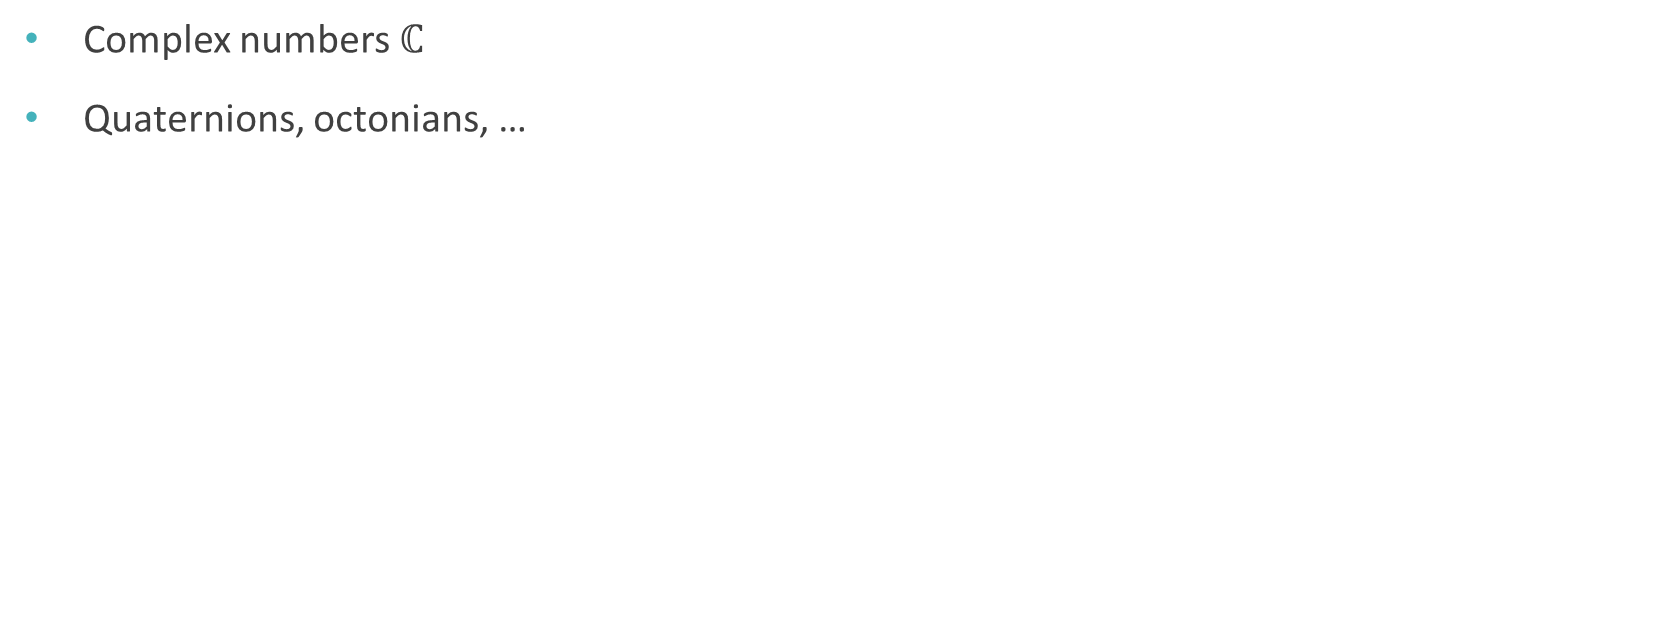 • Complex numbers ℂ
• Quaternions, octonians, …